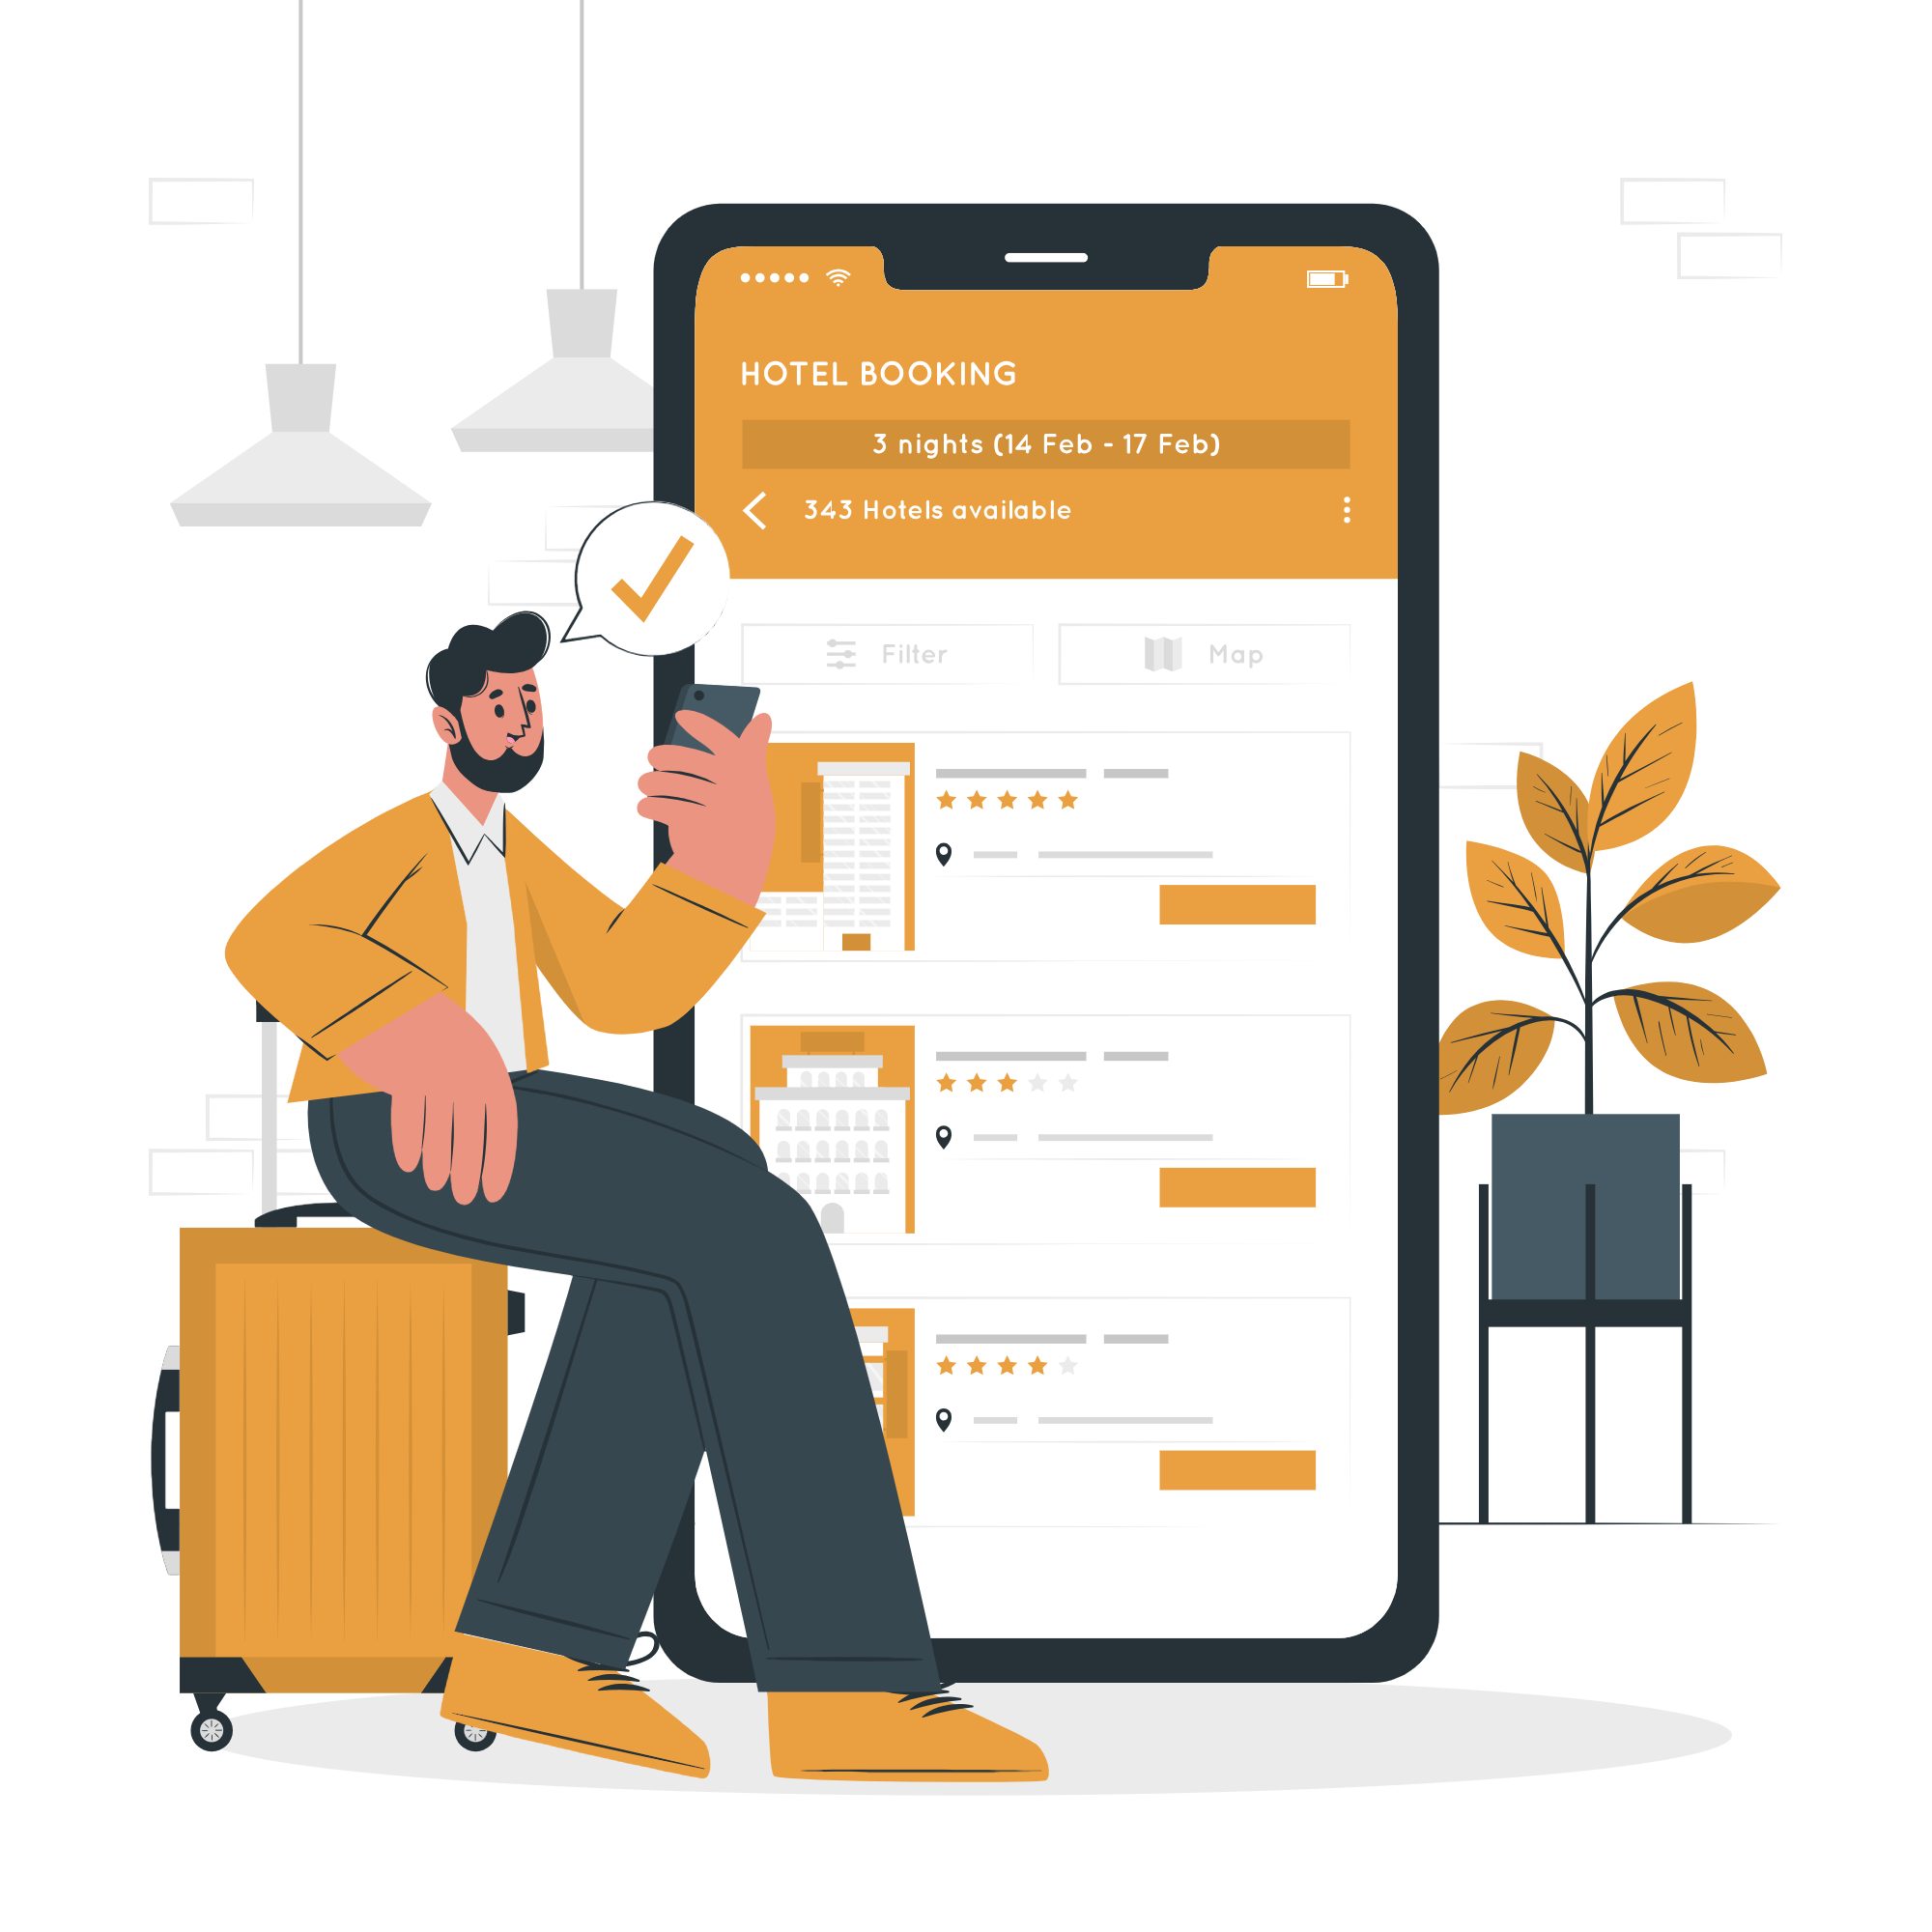 HOTEL BOOKING
3 nights (14 Feb - 17 Feb)
343 Hotels available
Filter
Map